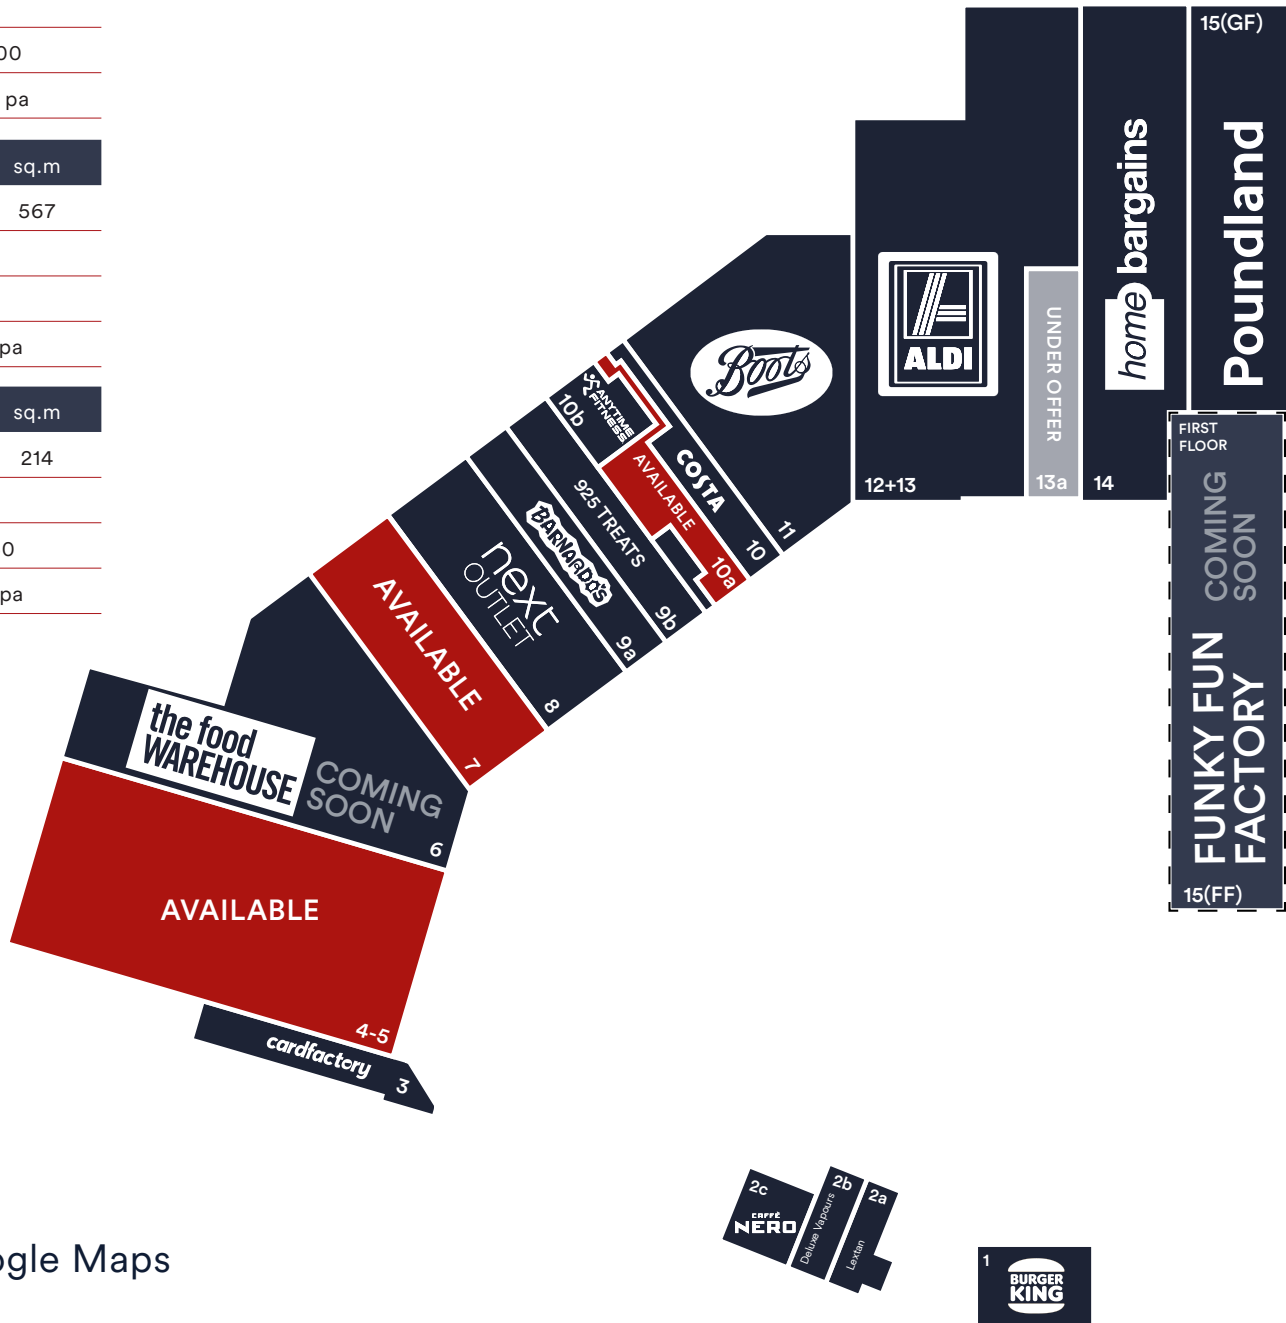 00
pa
sq.m
567
pa
sq.m
214
0
pa
15(GF)
Poundland
home bargains
14
UNDER OFFER
13a
ALDI
12+13
FIRST
FLOOR
COMING
SOON
FUNKY FUN
FACTORY
15(FF)
Boots
11
COSTA
10
ANYTIME
FITNESS
10b
AVAILABLE
10a
925 TREATS
9b
BARNARDO'S
9a
next
OUTLET
8
AVAILABLE
7
the food
WAREHOUSE
COMING
SOON
6
AVAILABLE
4-5
cardfactory
3
2c
CAFFÈ
NERO
2b
Deluxe Vapours
2a
Lextan
1
BURGER
KING
ogle Maps